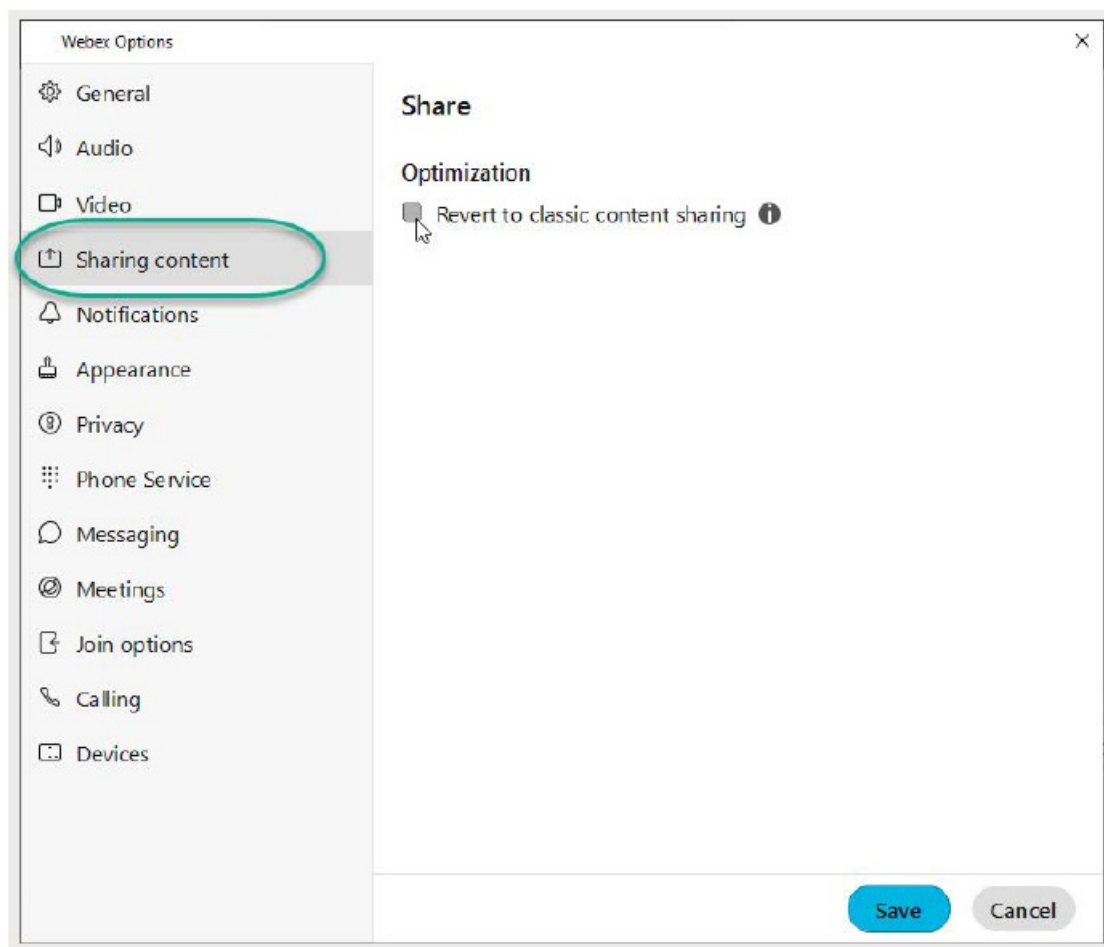 Webex Options
General
Audio
Video
Sharing content
Notifications
Appearance
Privacy
Phone Service
Messaging
Meetings
Join options
Calling
Devices
Share
Optimization
Revert to classic content sharing
Save
Cancel